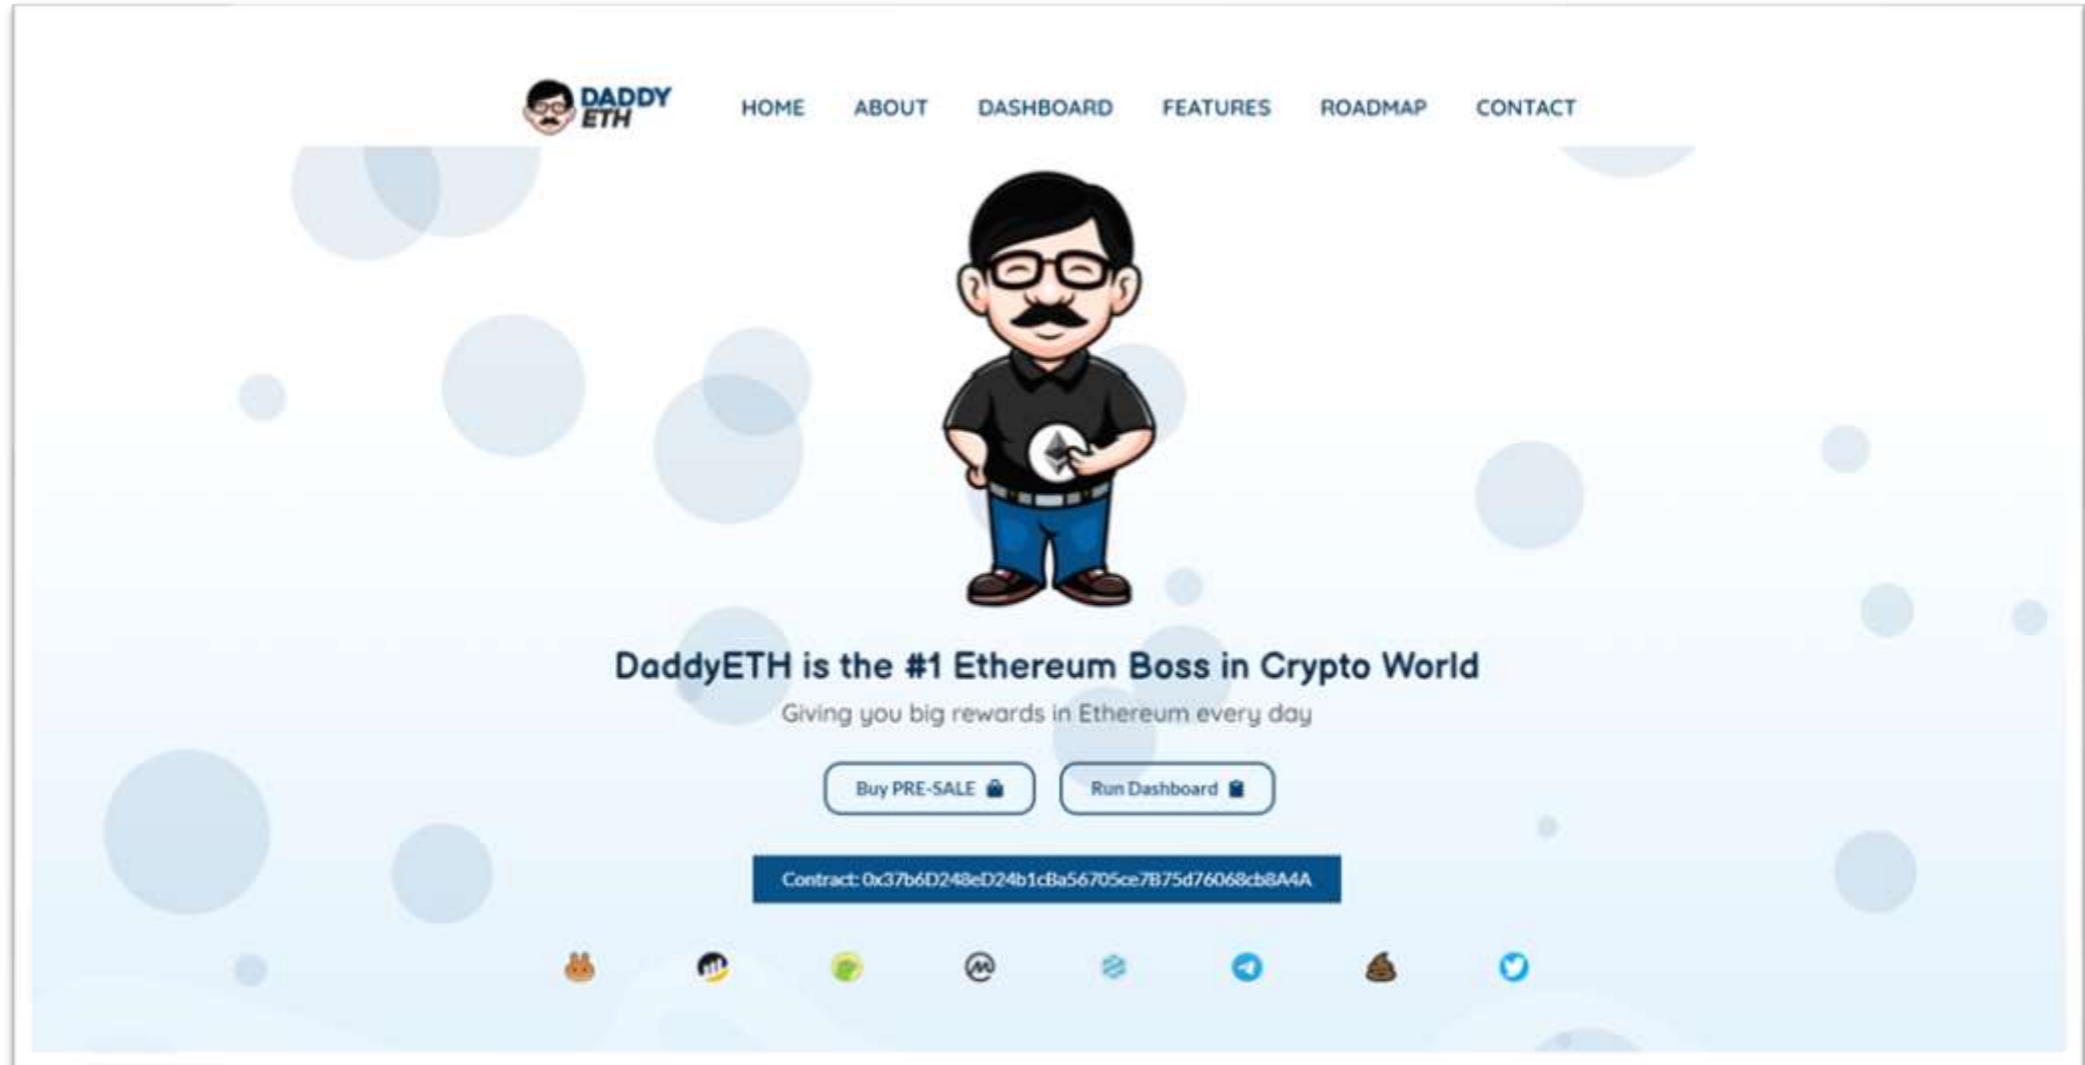 DADDY
ETH
HOME ABOUT DASHBOARD FEATURES ROADMAP CONTACT
DaddyETH is the #1 Ethereum Boss in Crypto World
Giving you big rewards in Ethereum every day
Buy PRE-SALE Run Dashboard
Contract: 0x37b6D248eD24b1cBa56705ce7B75d76068cb8A4A